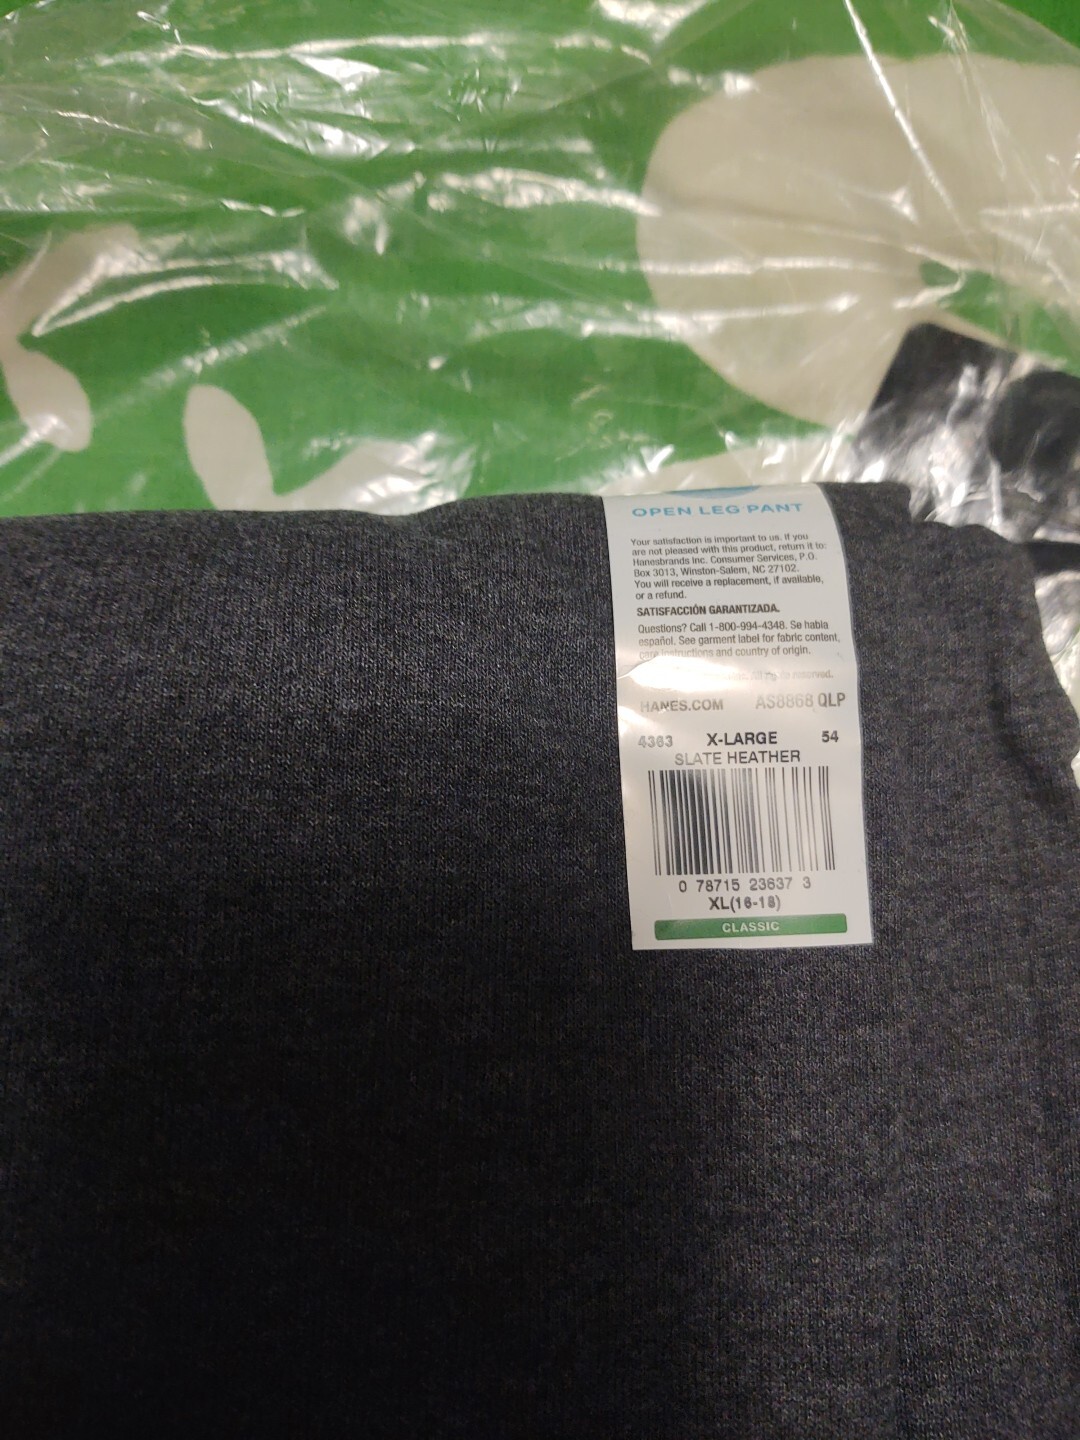 OPEN LEG PANT
Your satisfaction is important to us. If you
are not pleased with this product, return it to:
Hanesbrands Inc. Consumer Services, P.O.
Box 3013, Winston-Salem, NC 27102.
You will receive a replacement, if available,
or a refund.
SATISFACCIÓN GARANTIZADA.
Questions? Call 1-800-994-4348. Se habla
español. See garment label for fabric content,
care instructions and country of origin.
reserved.
HANES.COM AS8868 QLP
4363 X-LARGE 54
SLATE HEATHER
0 78715 23637 3
XL(16-18)
CLASSIC